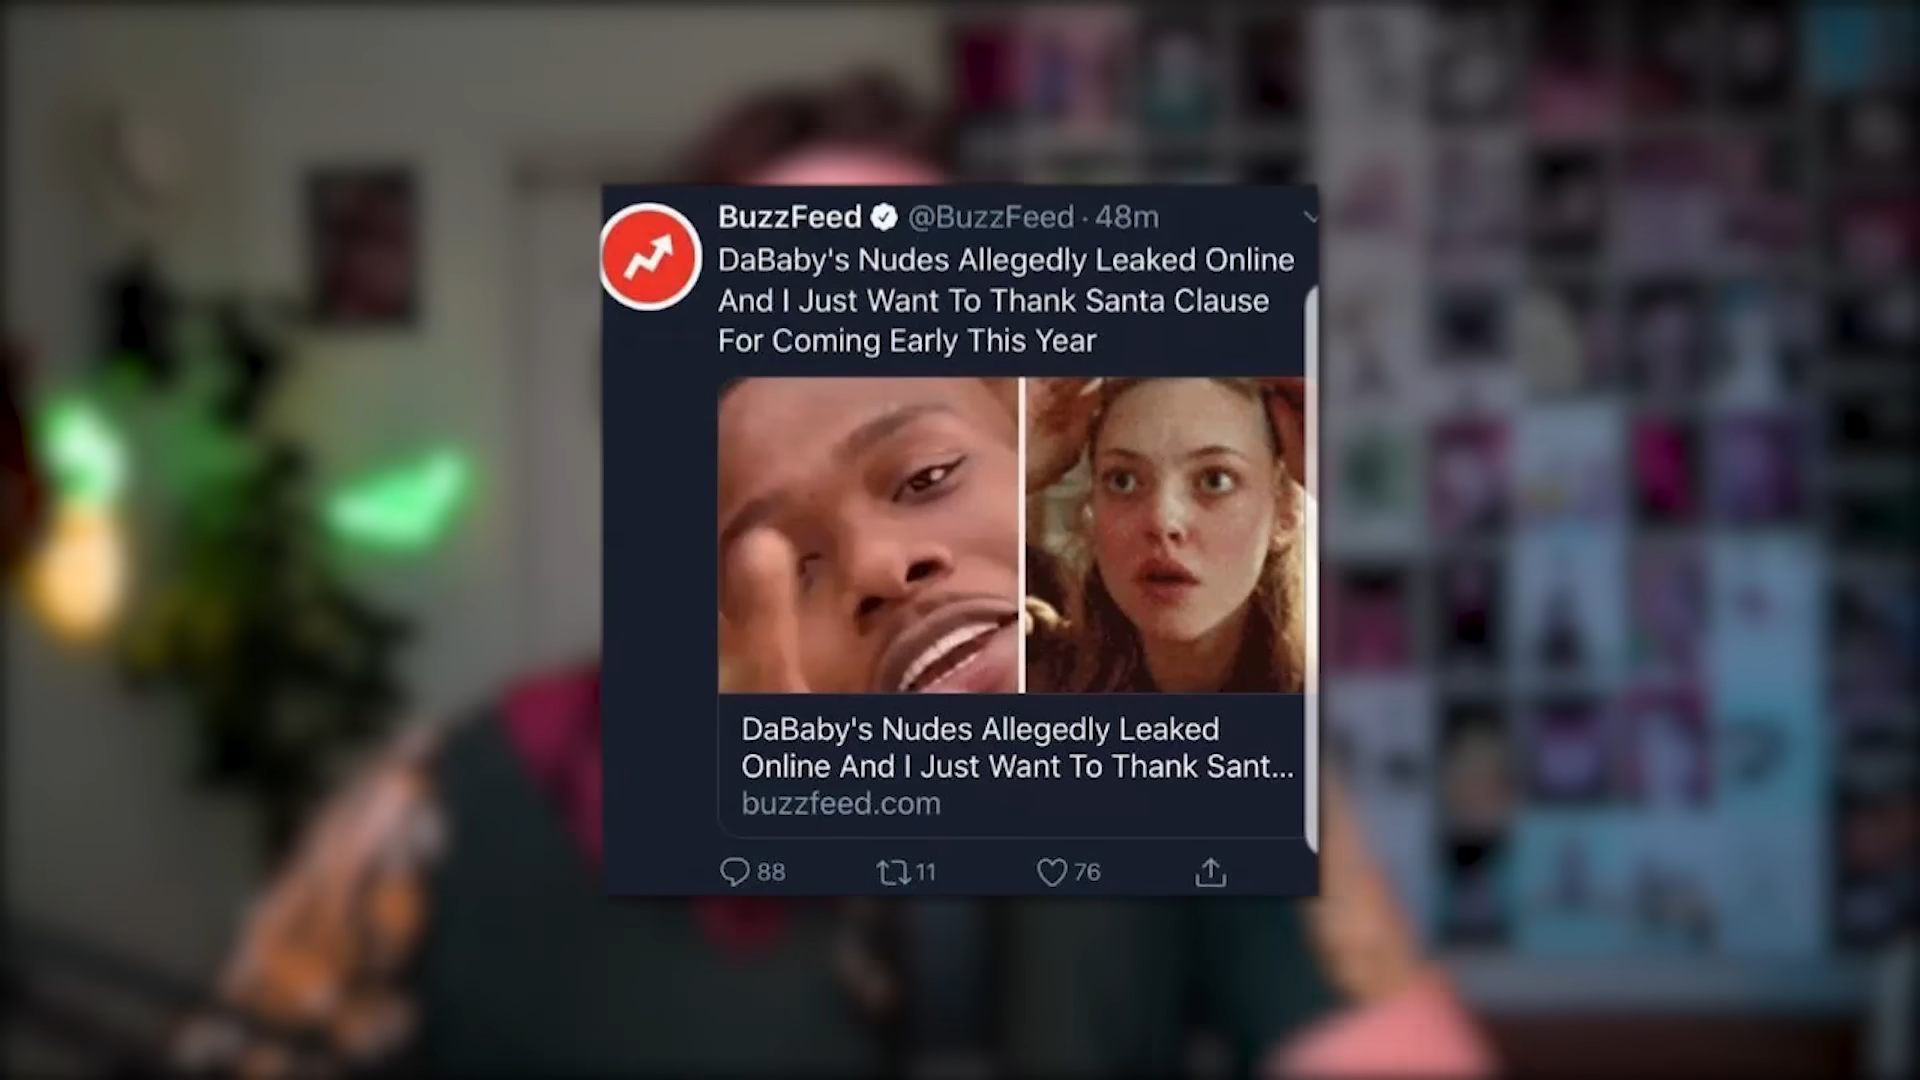 BuzzFeed @BuzzFeed · 48m
DaBaby's Nudes Allegedly Leaked Online
And I Just Want To Thank Santa Clause
For Coming Early This Year
DaBaby's Nudes Allegedly Leaked
Online And I Just Want To Thank Sant...
buzzfeed.com
88 11 76